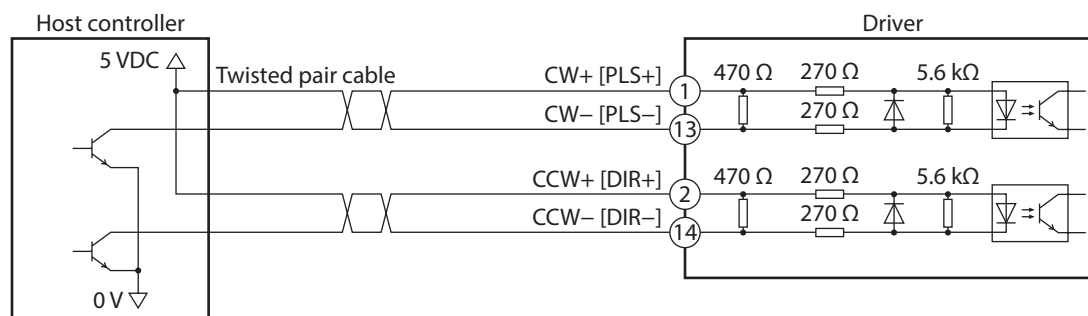 Host controller
Driver
5 VDC
Twisted pair cable
CW+ [PLS+]
1
470 Ω
270 Ω
5.6 kΩ
CW– [PLS–]
13
270 Ω
CCW+ [DIR+]
2
470 Ω
270 Ω
5.6 kΩ
CCW– [DIR–]
14
270 Ω
0 V